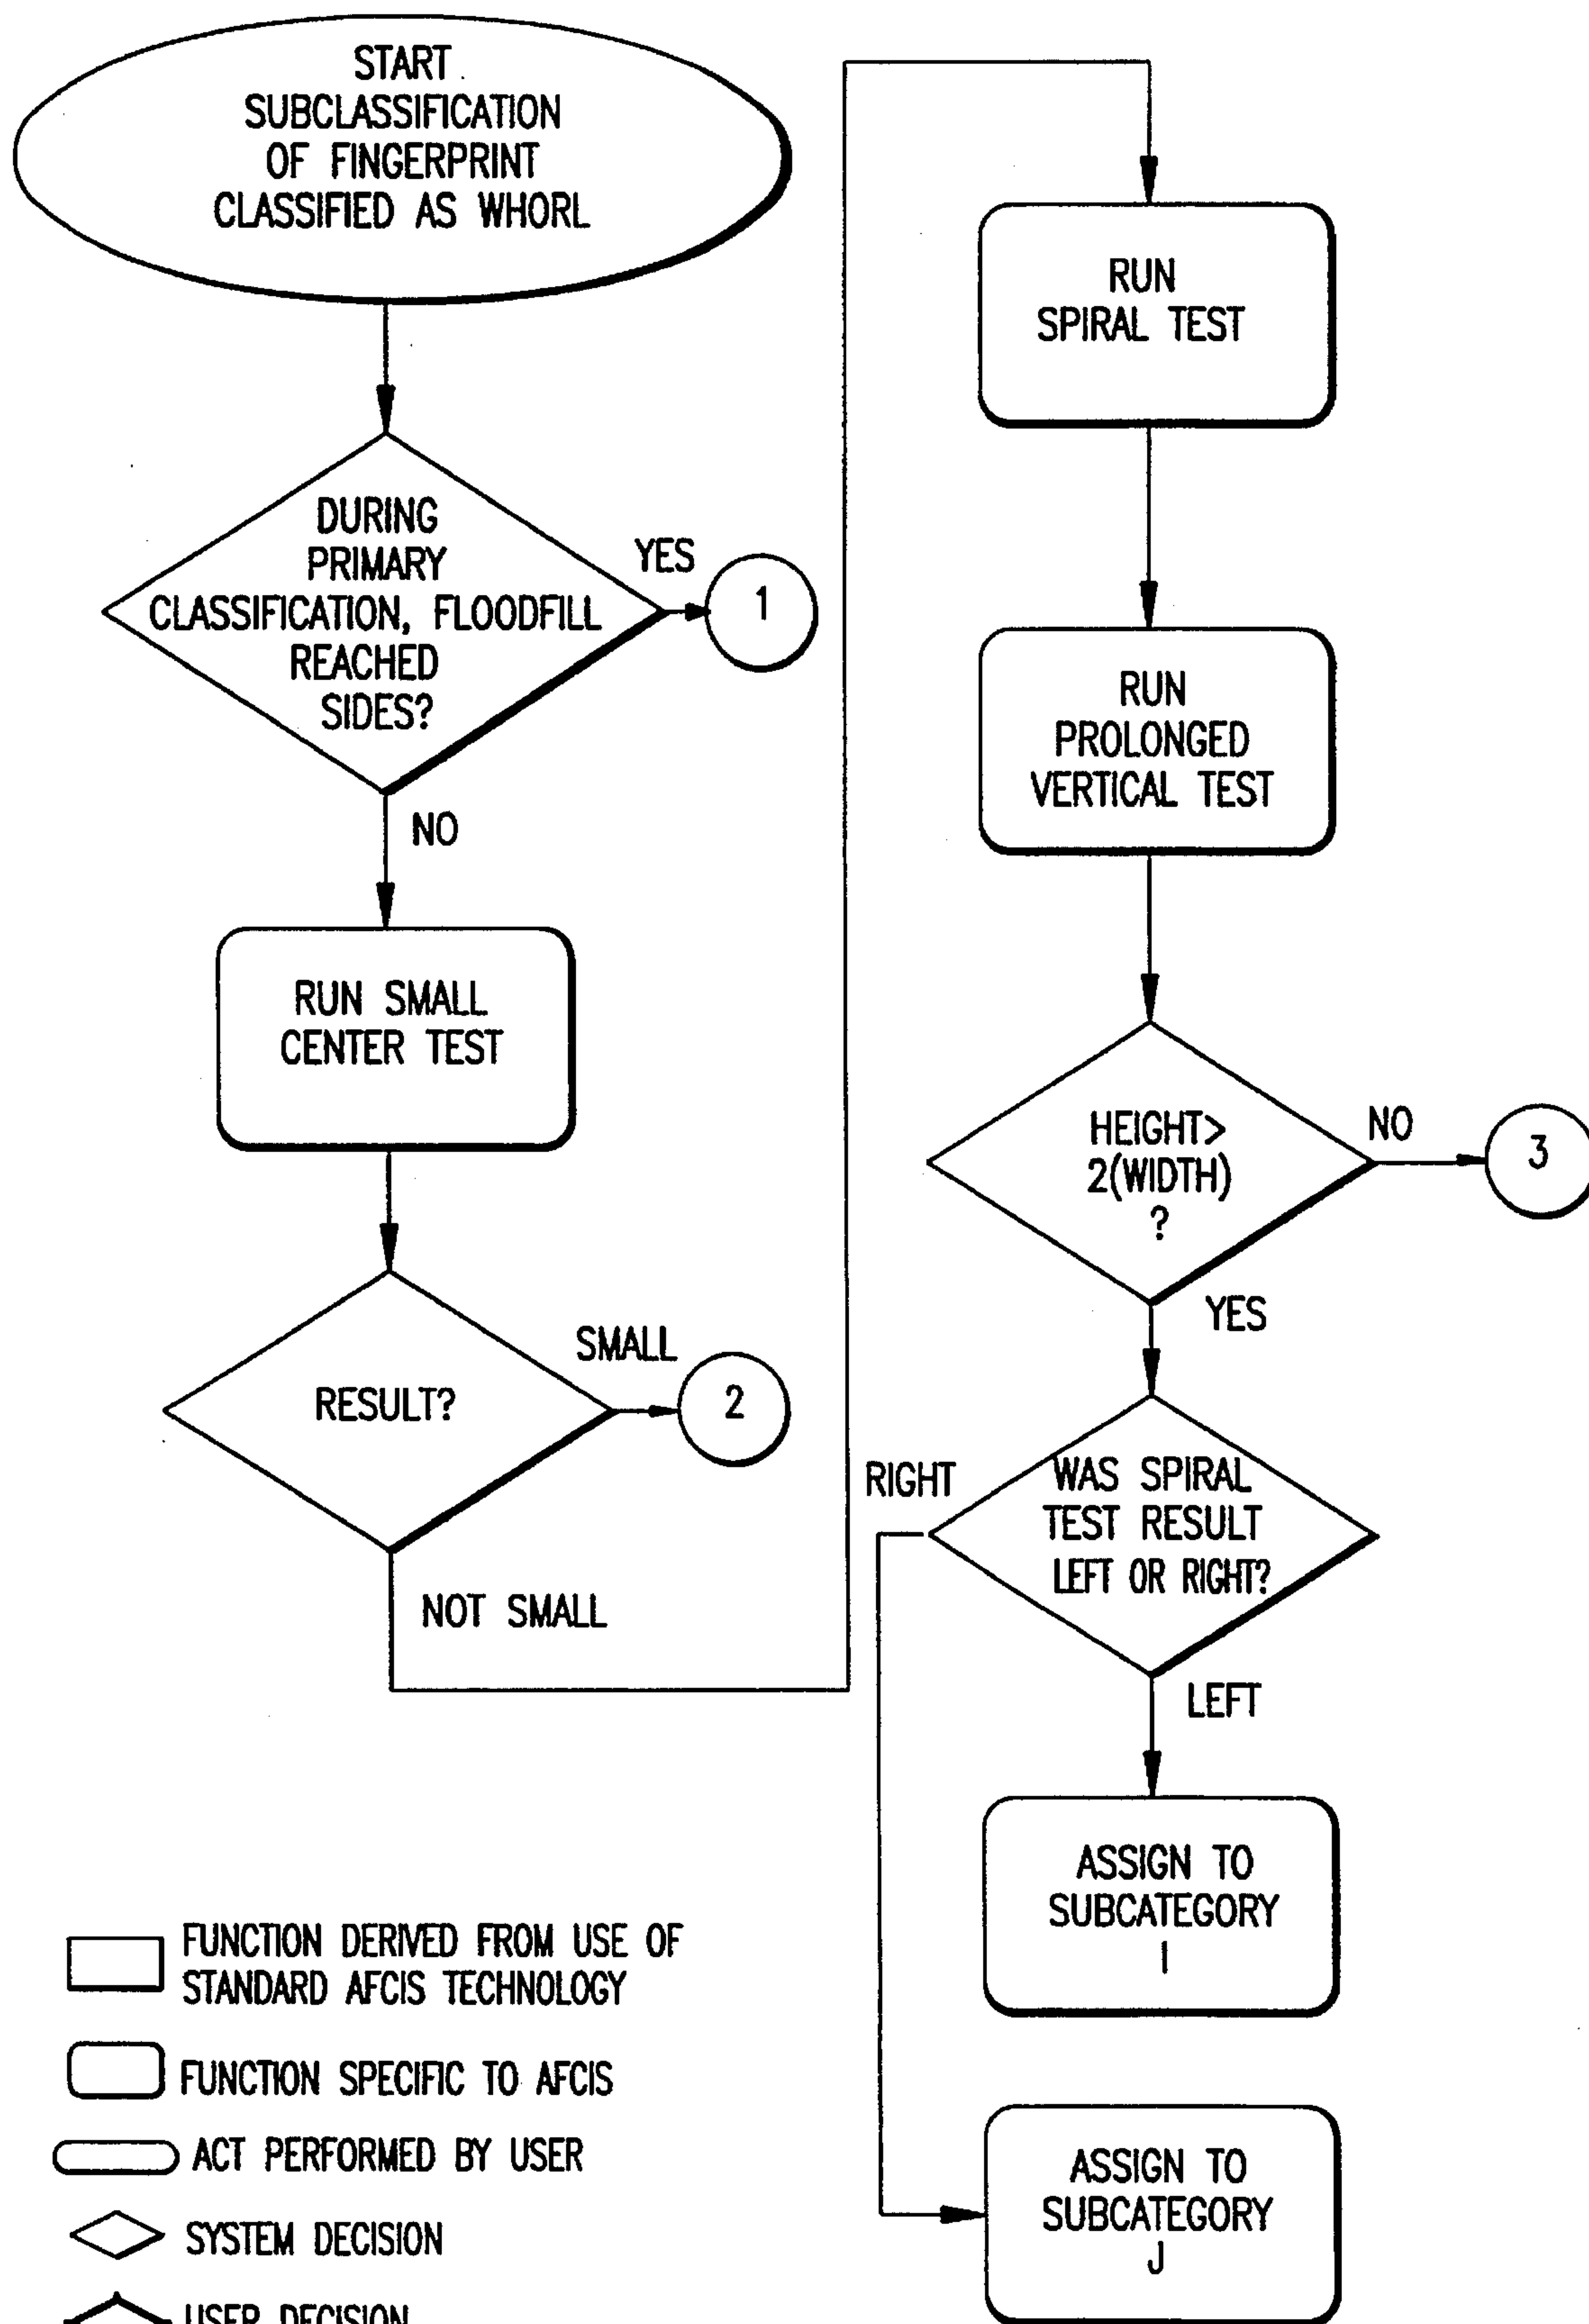 START
SUBCLASSIFICATION
OF FINGERPRINT
CLASSIFIED AS WHORL
DURING
PRIMARY
CLASSIFICATION, FLOODFILL
REACHED
SIDES?
YES
1
NO
RUN SMALL
CENTER TEST
RESULT?
SMALL
2
NOT SMALL
RUN
SPIRAL TEST
RUN
PROLONGED
VERTICAL TEST
HEIGHT>
2(WIDTH)
?
NO
3
YES
WAS SPIRAL
TEST RESULT
LEFT OR RIGHT?
RIGHT
LEFT
ASSIGN TO
SUBCATEGORY
I
ASSIGN TO
SUBCATEGORY
J
FUNCTION DERIVED FROM USE OF
STANDARD AFCIS TECHNOLOGY
FUNCTION SPECIFIC TO AFCIS
ACT PERFORMED BY USER
SYSTEM DECISION
USER DECISION